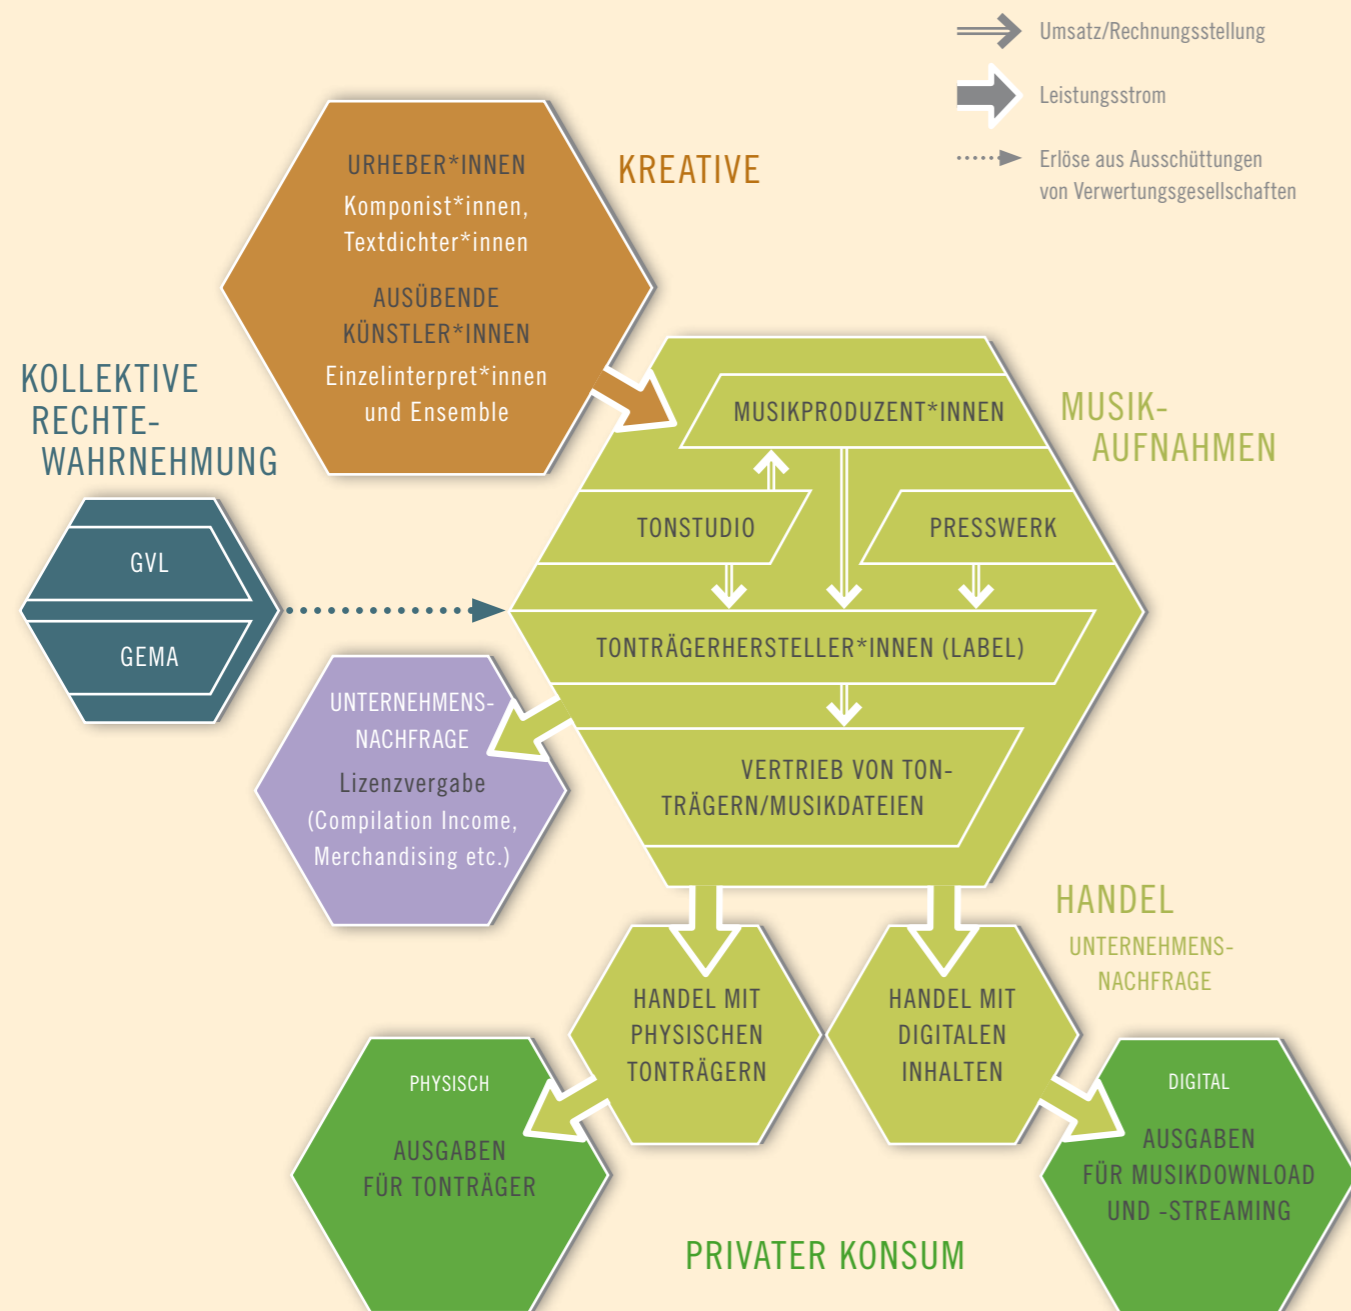 Umsatz/Rechnungsstellung
Leistungsstrom
Erlöse aus Ausschüttungen
von Verwertungsgesellschaften
KREATIVE
URHEBER*INNEN
Komponist*innen,
Textdichter*innen
AUSÜBENDE
KÜNSTLER*INNEN
Einzelinterpret*innen
und Ensemble
KOLLEKTIVE
RECHTE-
WAHRNEHMUNG
GVL
GEMA
MUSIK-
AUFNAHMEN
MUSIKPRODUZENT*INNEN
TONSTUDIO
PRESSWERK
TONTRÄGERHERSTELLER*INNEN (LABEL)
VERTRIEB VON TON-
TRÄGERN/MUSIKDATEIEN
UNTERNEHMENS-
NACHFRAGE
Lizenzvergabe
(Compilation Income,
Merchandising etc.)
HANDEL
UNTERNEHMENS-
NACHFRAGE
HANDEL MIT
PHYSISCHEN
TONTRÄGERN
HANDEL MIT
DIGITALEN
INHALTEN
PHYSISCH
AUSGABEN
FÜR TONTRÄGER
DIGITAL
AUSGABEN
FÜR MUSIKDOWNLOAD
UND -STREAMING
PRIVATER KONSUM